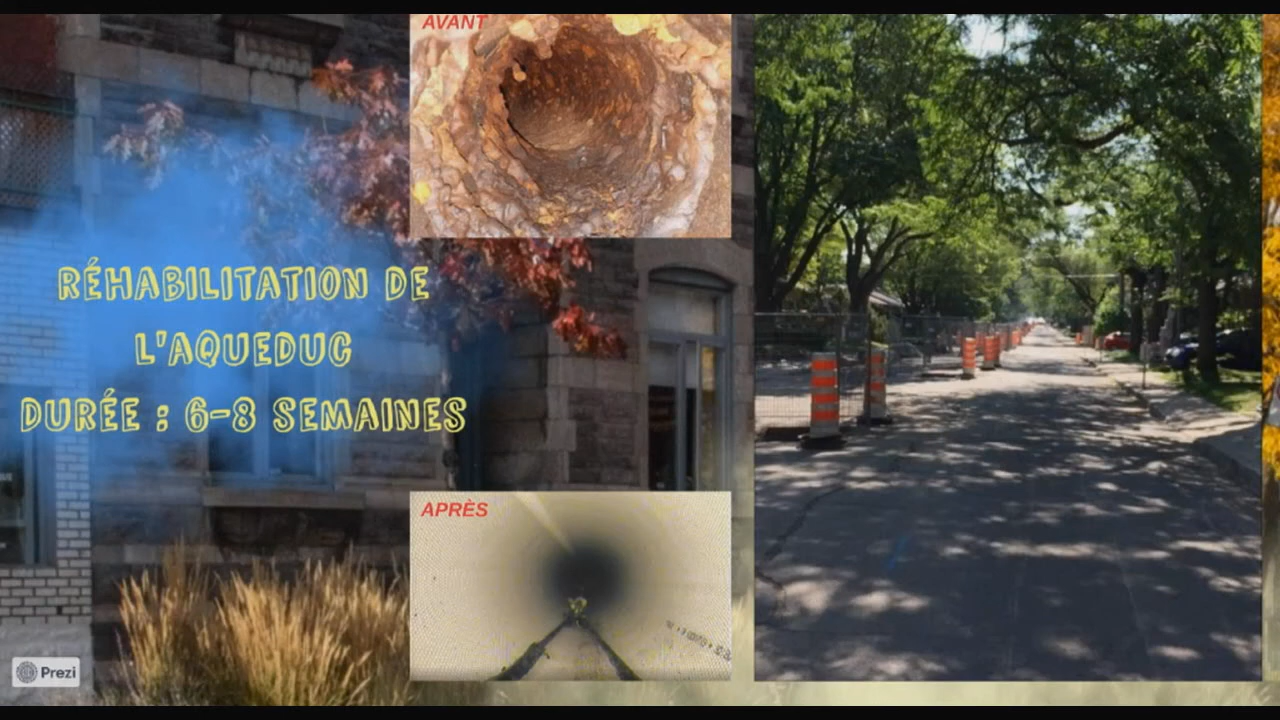 AVANT
RÉHABILITATION DE
L'AQUEDUC
DURÉE : 6-8 SEMAINES
APRÈS
Prezi